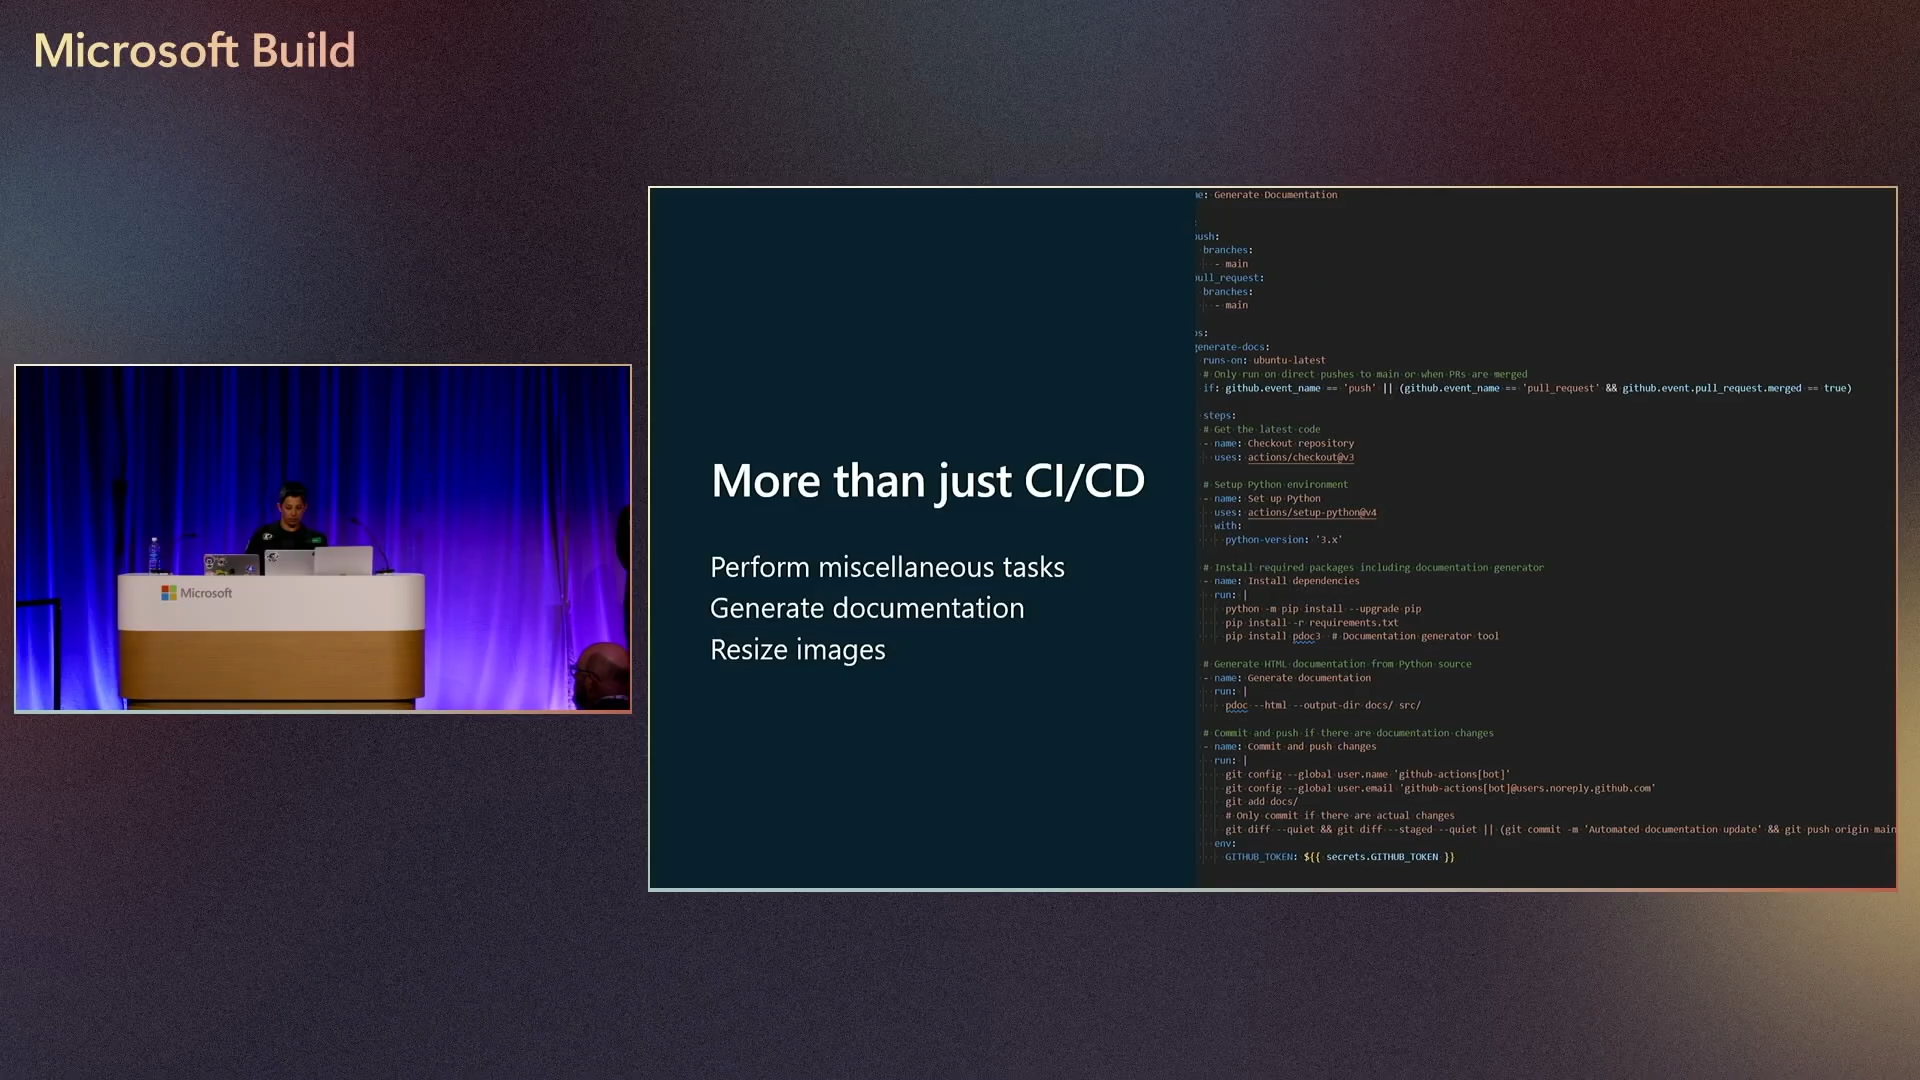 Microsoft Build
Microsoft
More than just CI/CD
Perform miscellaneous tasks
Generate documentation
Resize images
e: Generate Documentation
:
ush:
branches:
- main
ull_request:
branches:
- main
s:
enerate-docs:
runs-on: ubuntu-latest
# Only run on direct pushes to main or when PRs are merged
if: github.event_name == 'push' || (github.event_name == 'pull_request' && github.event.pull_request.merged == true)
steps:
# Get the latest code
- name: Checkout repository
uses: actions/checkout@v3
# Setup Python environment
- name: Set up Python
uses: actions/setup-python@v4
with:
python-version: '3.x'
# Install required packages including documentation generator
- name: Install dependencies
run: |
python -m pip install --upgrade pip
pip install -r requirements.txt
pip install pdoc3 # Documentation generator tool
# Generate HTML documentation from Python source
- name: Generate documentation
run: |
pdoc --html --output-dir docs/ src/
# Commit and push if there are documentation changes
- name: Commit and push changes
run: |
git config --global user.name 'github-actions[bot]'
git config --global user.email 'github-actions[bot]@users.noreply.github.com'
git add docs/
# Only commit if there are actual changes
git diff --quiet && git diff --staged --quiet || (git commit -m 'Automated documentation update' && git push origin main
env:
GITHUB_TOKEN: ${{ secrets.GITHUB_TOKEN }}